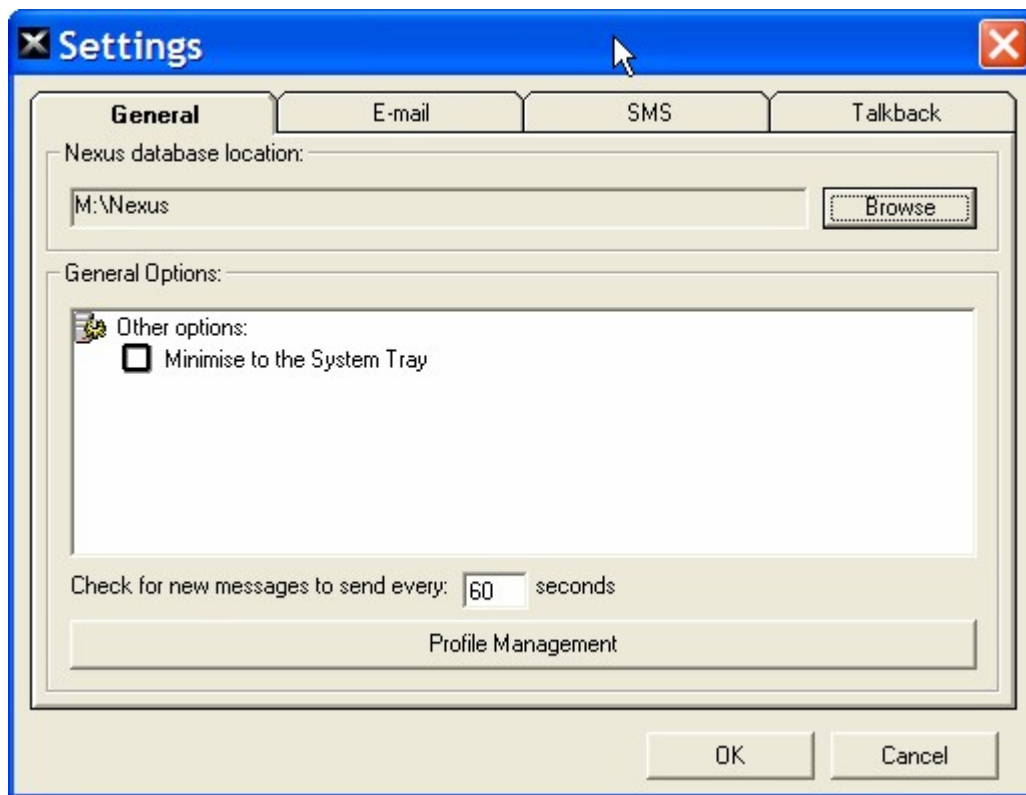 Settings
General E-mail SMS Talkback
Nexus database location:
M:\Nexus Browse
General Options:
Other options:
Minimise to the System Tray
Check for new messages to send every: 60 seconds
Profile Management
OK Cancel